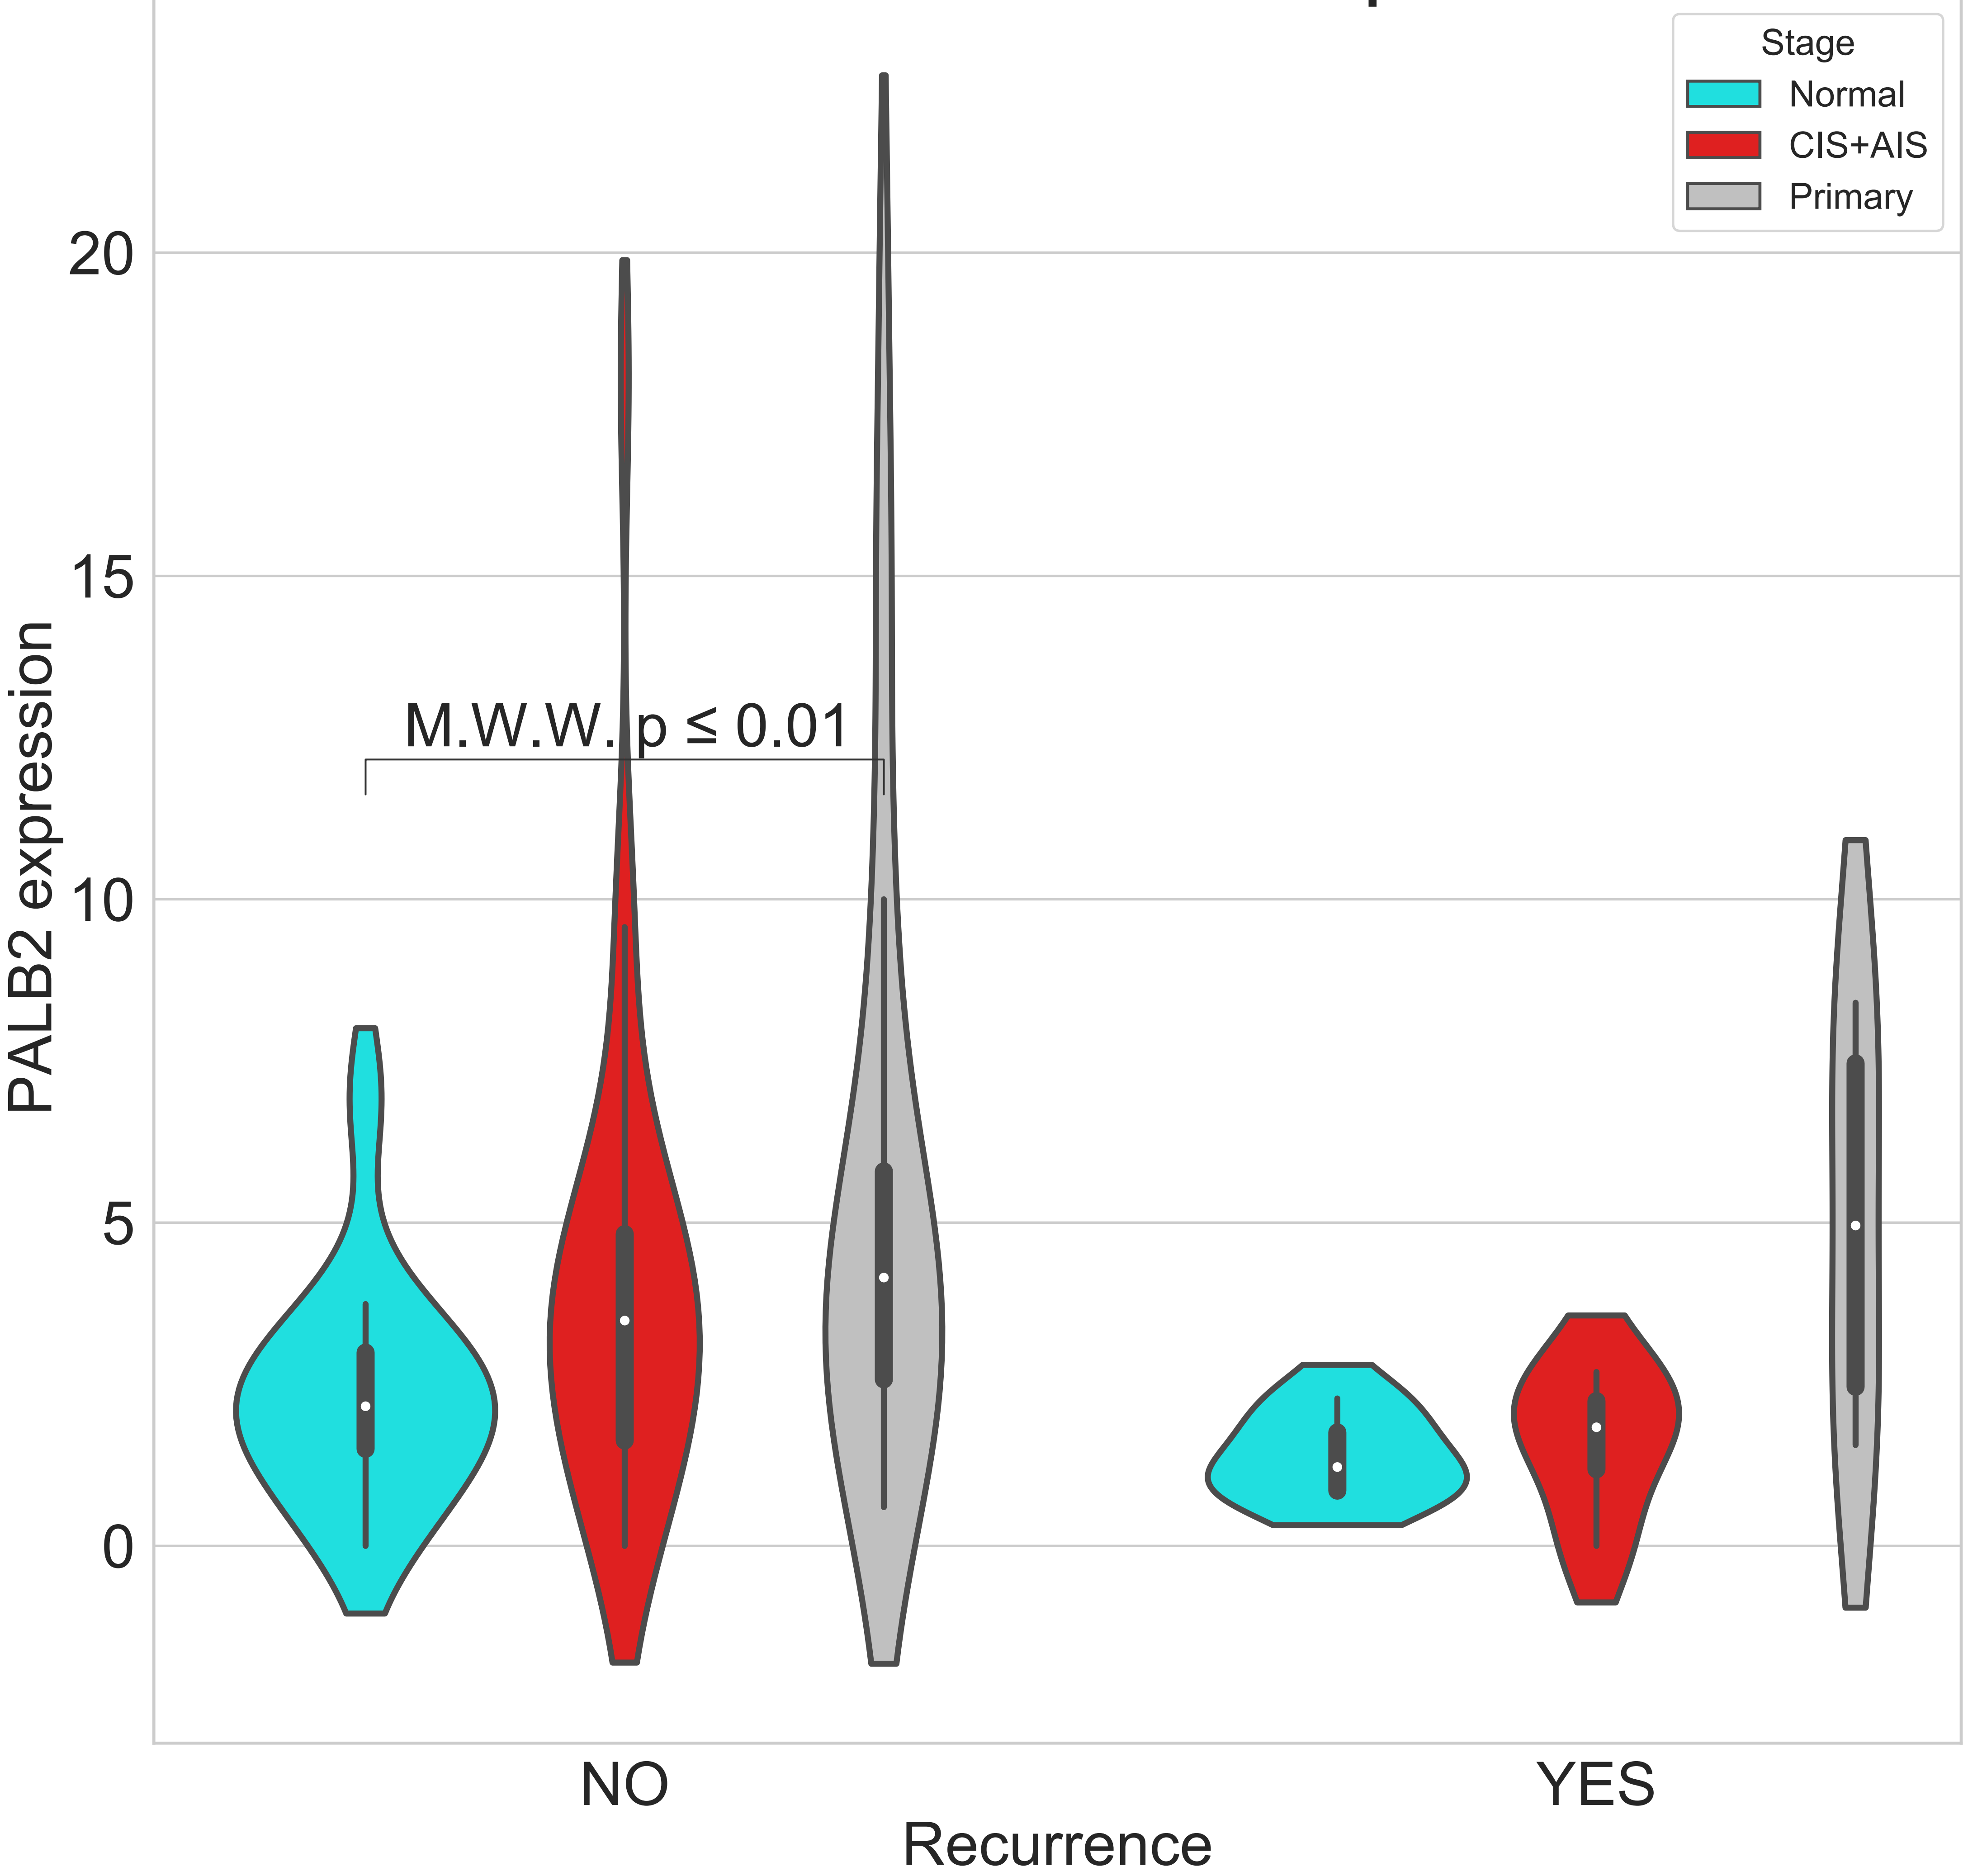 Stage
Normal
CIS+AIS
Primary
20
15
10
5
0
PALB2 expression
M.W.W. p ≤ 0.01
NO
YES
Recurrence